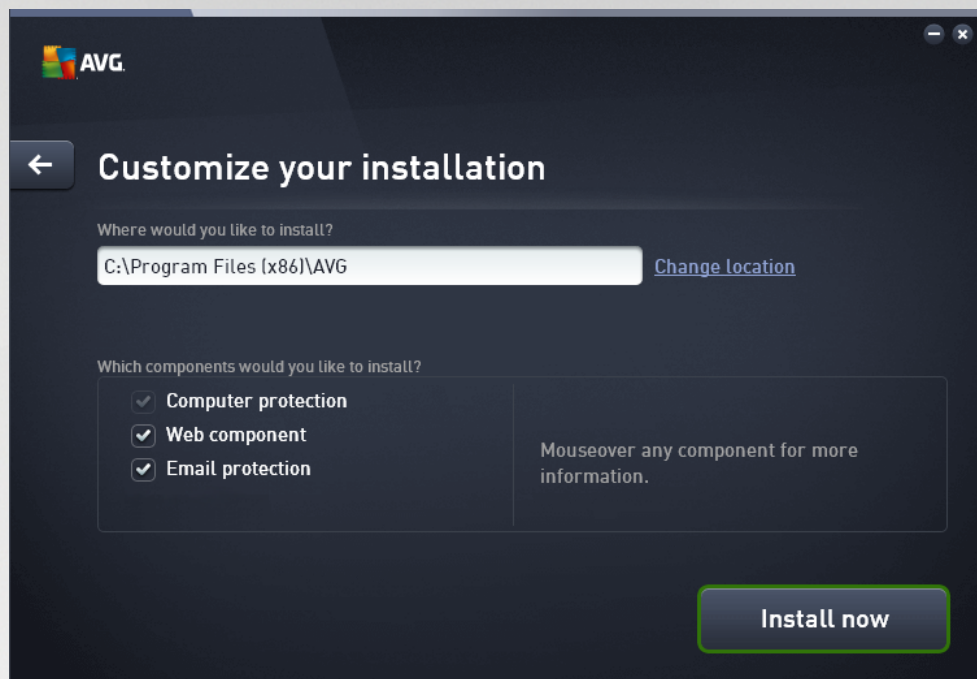 AVG.
Customize your installation
Where would you like to install?
C:\Program Files (x86)\AVG
Change location
Which components would you like to install?
Computer protection
Web component
Email protection
Mouseover any component for more
information.
Install now